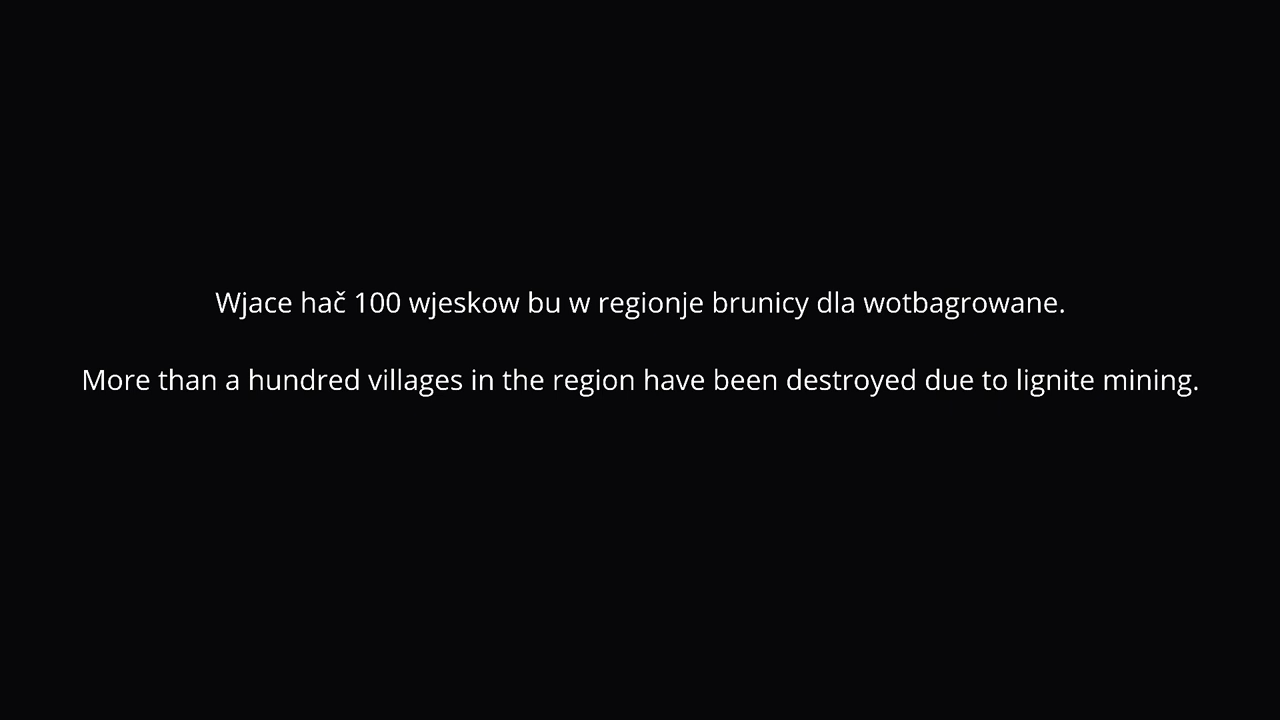 Wjace hač 100 wjeskow bu w regionje brunicy dla wotbagrowane.
More than a hundred villages in the region have been destroyed due to lignite mining.